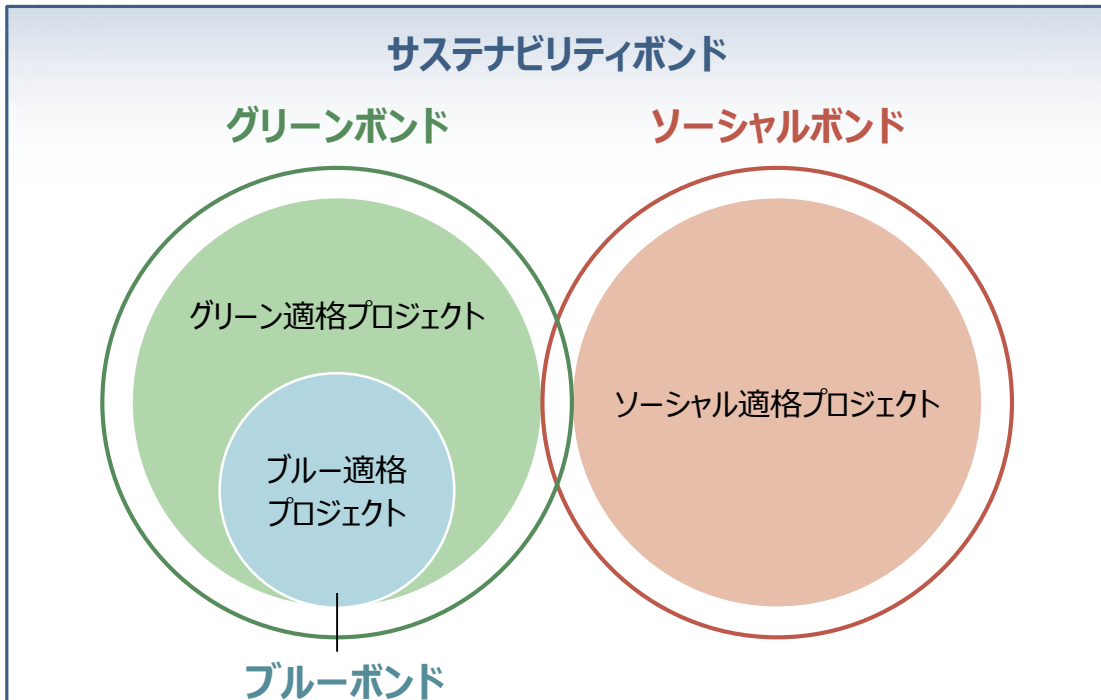 サステナビリティボンド
グリーンボンド
ソーシャルボンド
グリーン適格プロジェクト
ソーシャル適格プロジェクト
ブルー適格
プロジェクト
ブルーボンド